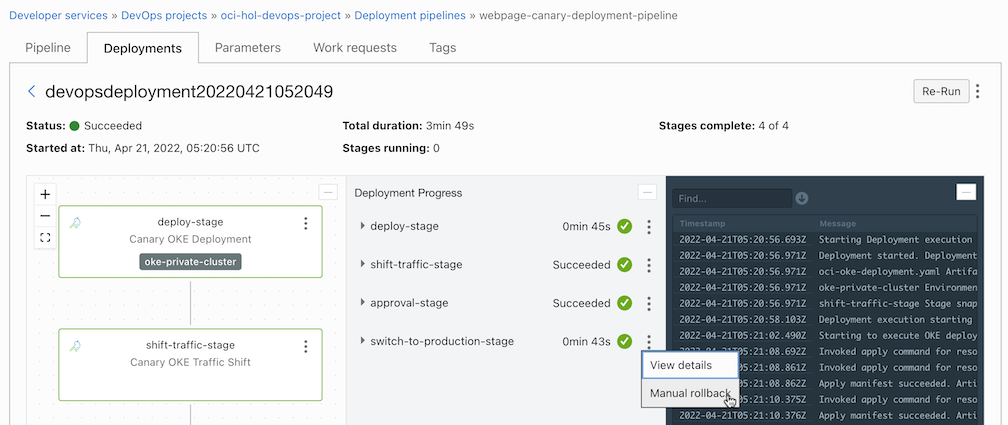 Developer services » DevOps projects » oci-hol-devops-project » Deployment pipelines » webpage-canary-deployment-pipeline
Pipeline Deployments Parameters Work requests Tags
devopsdeployment20220421052049 Re-Run
Status: Succeeded Total duration: 3min 49s Stages complete: 4 of 4
Started at: Thu, Apr 21, 2022, 05:20:56 UTC Stages running: 0
deploy-stage
Canary OKE Deployment
oke-private-cluster
shift-traffic-stage
Canary OKE Traffic Shift
Deployment Progress
deploy-stage 0min 45s
shift-traffic-stage Succeeded
approval-stage Succeeded
switch-to-production-stage 0min 43s
View details
Manual rollback
Find...
Timestamp Message
2022-04-21T05:20:56.693Z Starting Deployment execution
2022-04-21T05:20:56.971Z Deployment started. Deployment
2022-04-21T05:20:56.971Z oci-oke-deployment.yaml Artifa
2022-04-21T05:20:56.971Z oke-private-cluster Environmen
2022-04-21T05:20:56.971Z shift-traffic-stage Stage snap
2022-04-21T05:20:58.103Z Deployment execution starting
2022-04-21T05:21:02.490Z Starting to execute OKE deploy
2022-04-21T05:21:08.692Z Invoked apply command for reso
2022-04-21T05:21:08.861Z Invoked apply command for reso
2022-04-21T05:21:08.862Z Apply manifest succeeded. Arti
2022-04-21T05:21:10.375Z Invoked apply command for reso
2022-04-21T05:21:10.376Z Apply manifest succeeded. Arti